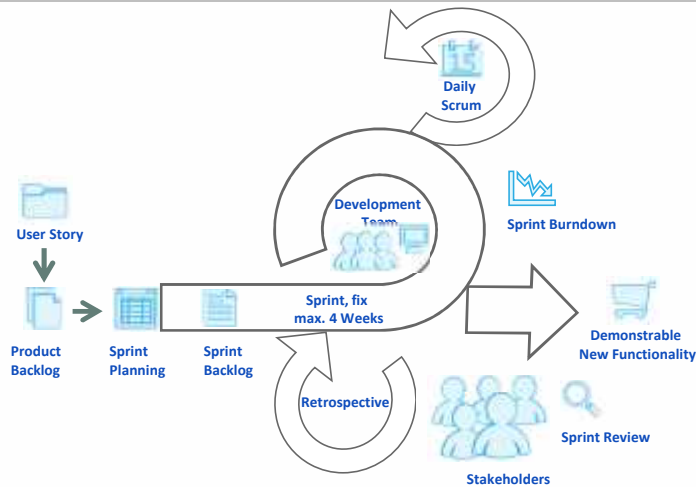 15
Daily
Scrum
Development
Team
User Story
Sprint Burndown
Sprint, fix
max. 4 Weeks
Product
Backlog
Sprint
Planning
Sprint
Backlog
Demonstrable
New Functionality
Retrospective
Sprint Review
Stakeholders